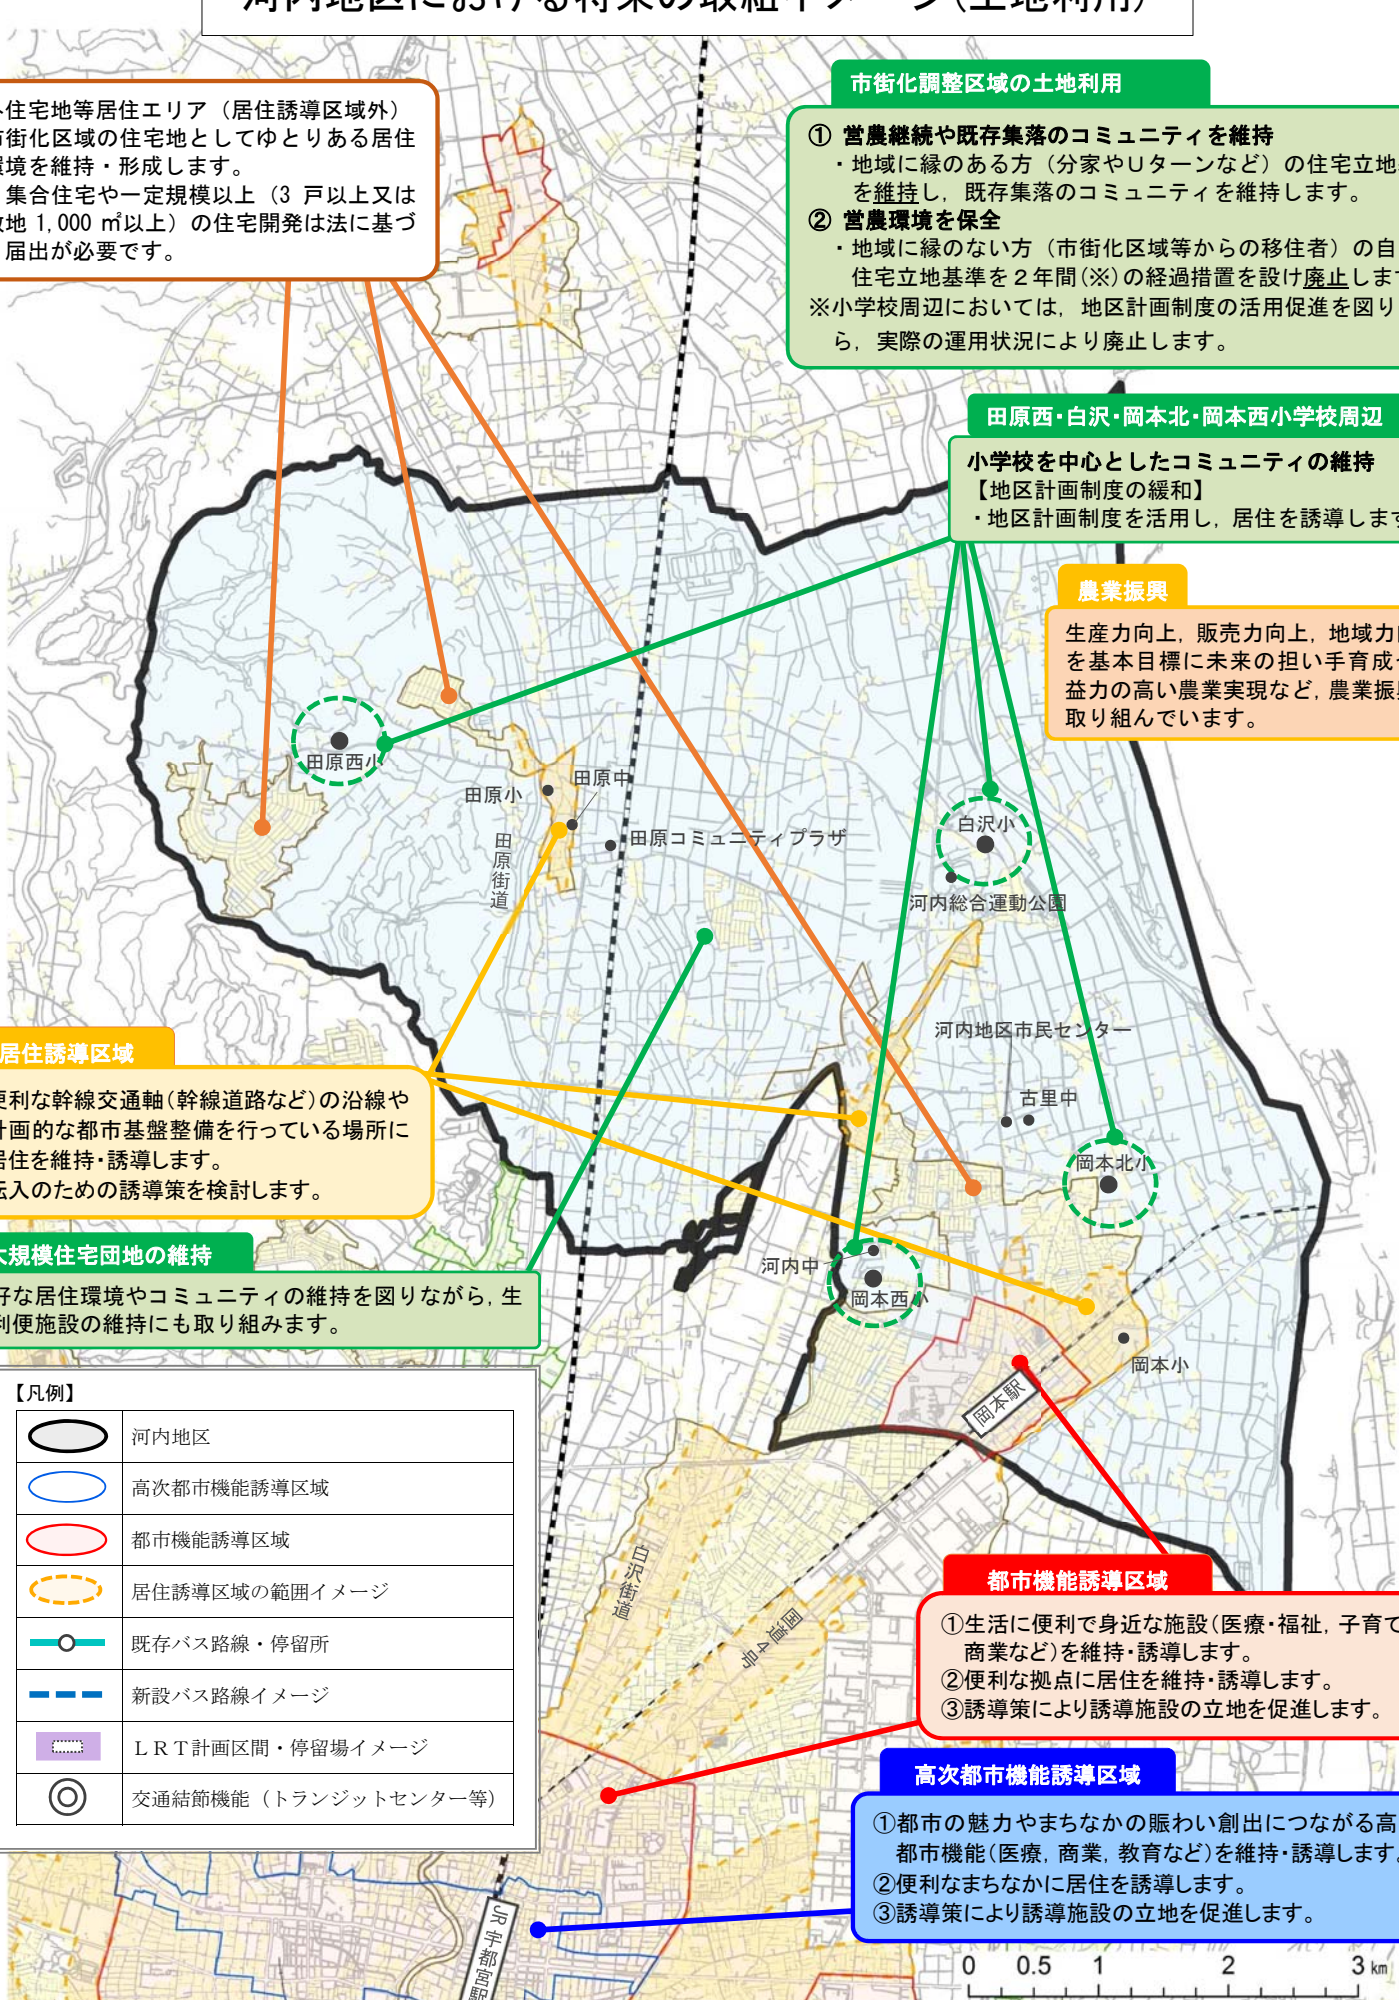 河内地区における将来の取組イメージ（土地利用）
住宅地等居住エリア（居住誘導区域外）
市街化区域の住宅地としてゆとりある居住
環境を維持・形成します。
集合住宅や一定規模以上（3 戸以上又は
敷地 1,000 ㎡以上）の住宅開発は法に基づ
届出が必要です。
市街化調整区域の土地利用
① 営農継続や既存集落のコミュニティを維持
・地域に縁のある方（分家やＵターンなど）の住宅立地
を維持し，既存集落のコミュニティを維持します。
② 営農環境を保全
・地域に縁のない方（市街化区域等からの移住者）の自
住宅立地基準を２年間(※)の経過措置を設け廃止します
※小学校周辺においては，地区計画制度の活用促進を図り
ら，実際の運用状況により廃止します。
田原西・白沢・岡本北・岡本西小学校周辺
小学校を中心としたコミュニティの維持
【地区計画制度の緩和】
・地区計画制度を活用し，居住を誘導します
農業振興
生産力向上，販売力向上，地域力
を基本目標に未来の担い手育成
益力の高い農業実現など，農業振興
取り組んでいます。
田原西小
田原小
田原中
田原街道
田原コミュニティプラザ
白沢小
河内総合運動公園
河内地区市民センター
古里中
岡本北小
河内中
岡本西小
岡本小
岡本駅
居住誘導区域
便利な幹線交通軸（幹線道路など）の沿線や
計画的な都市基盤整備を行っている場所に
居住を維持・誘導します。
転入のための誘導策を検討します。
大規模住宅団地の維持
好な居住環境やコミュニティの維持を図りながら，生
利便施設の維持にも取り組みます。
【凡例】
河内地区
高次都市機能誘導区域
都市機能誘導区域
居住誘導区域の範囲イメージ
既存バス路線・停留所
新設バス路線イメージ
ＬＲＴ計画区間・停留場イメージ
交通結節機能（トランジットセンター等）
白沢街道
国道4号
都市機能誘導区域
①生活に便利で身近な施設（医療・福祉，子育て
商業など）を維持・誘導します。
②便利な拠点に居住を維持・誘導します。
③誘導策により誘導施設の立地を促進します。
高次都市機能誘導区域
①都市の魅力やまちなかの賑わい創出につながる高
都市機能（医療，商業，教育など）を維持・誘導します。
②便利なまちなかに居住を誘導します。
③誘導策により誘導施設の立地を促進します。
JR宇都宮駅
0 0.5 1 2 3 km